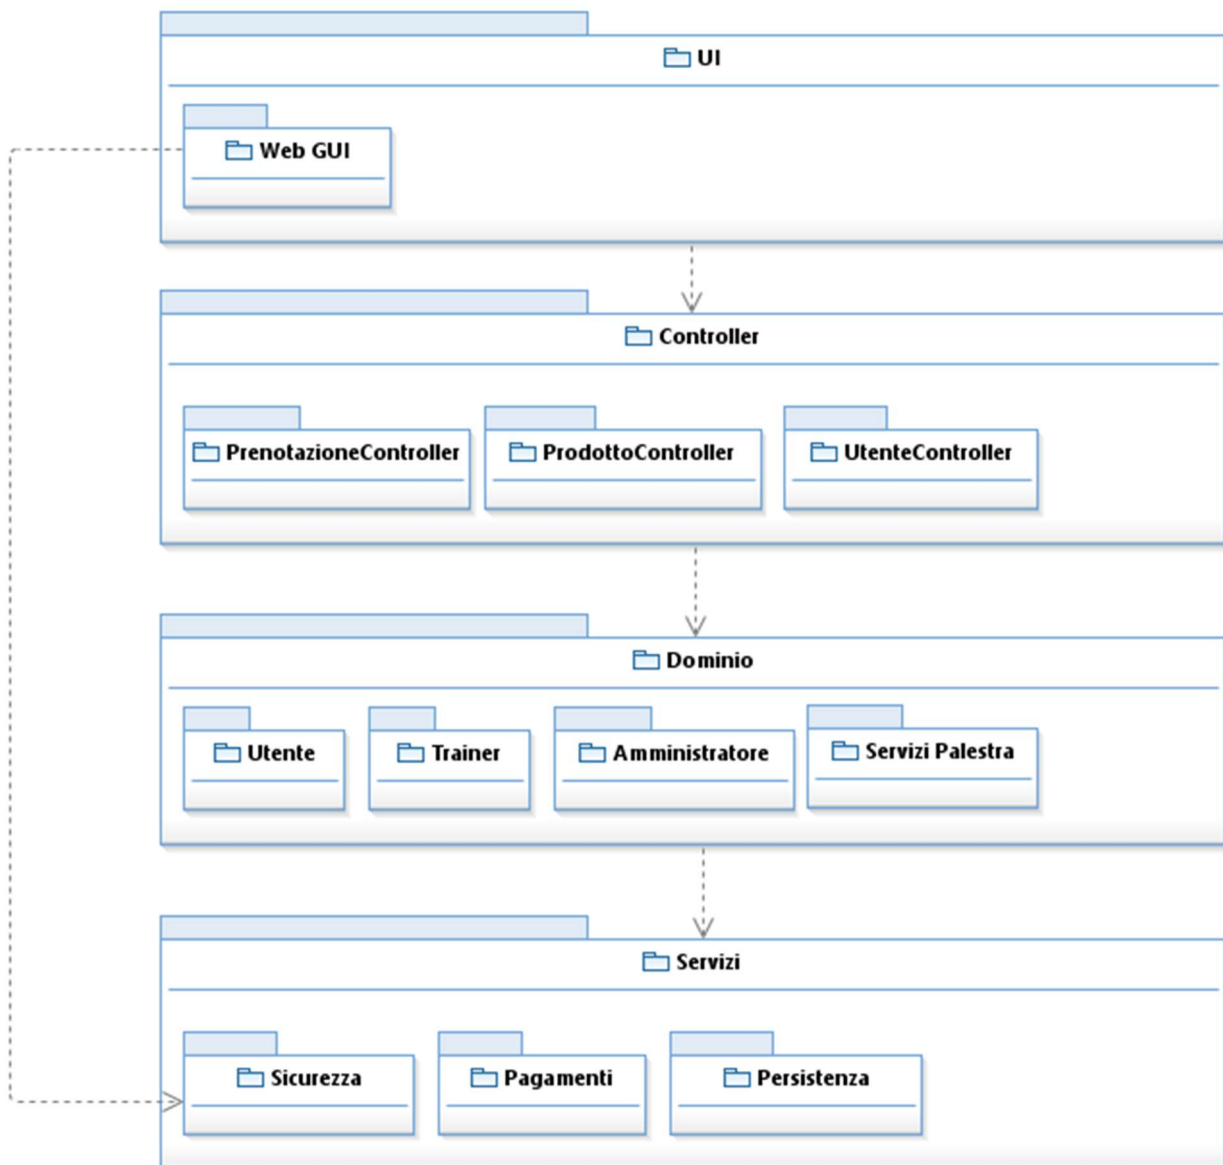 UI
Web GUI
Controller
PrenotazioneController
ProdottoController
UtenteController
Dominio
Utente
Trainer
Amministratore
Servizi Palestra
Servizi
Sicurezza
Pagamenti
Persistenza